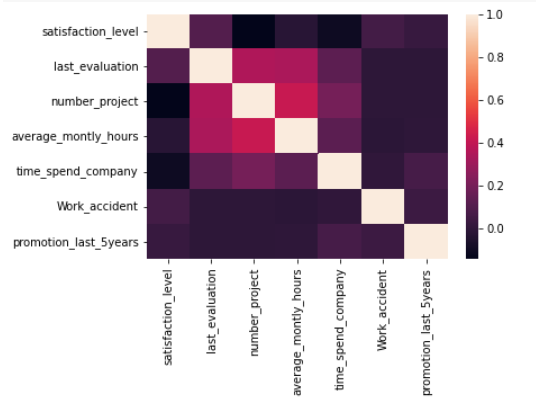 satisfaction_level
last_evaluation
number_project
average_montly_hours
time_spend_company
Work_accident
promotion_last_5years
1.0
0.8
0.6
0.4
0.2
0.0
satisfaction_level
last_evaluation
number_project
average_montly_hours
time_spend_company
Work_accident
promotion_last_5years